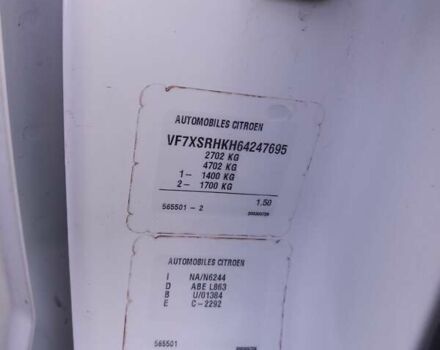 AUTOMOBILES CITROEN
VF7XSRHKH64247695
2702 KG
4702 KG
1- 1400 KG
2- 1700 KG
1,50
565501 - 2
AUTOMOBILES CITROEN
I NA/N6244
D ABE L863
B U/01384
E C-2292
565501